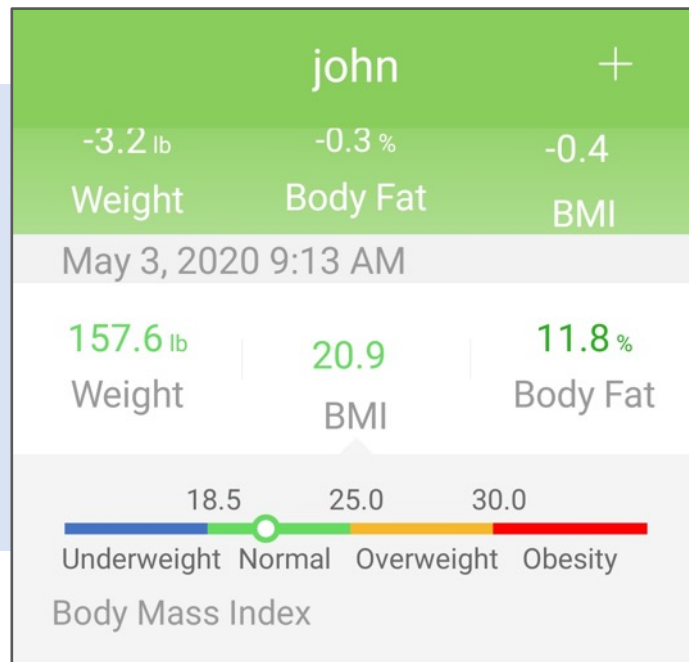 john +
-3.2 lb -0.3 % -0.4
Weight Body Fat BMI
May 3, 2020 9:13 AM
157.6 lb 20.9 11.8 %
Weight BMI Body Fat
18.5 25.0 30.0
Underweight Normal Overweight Obesity
Body Mass Index